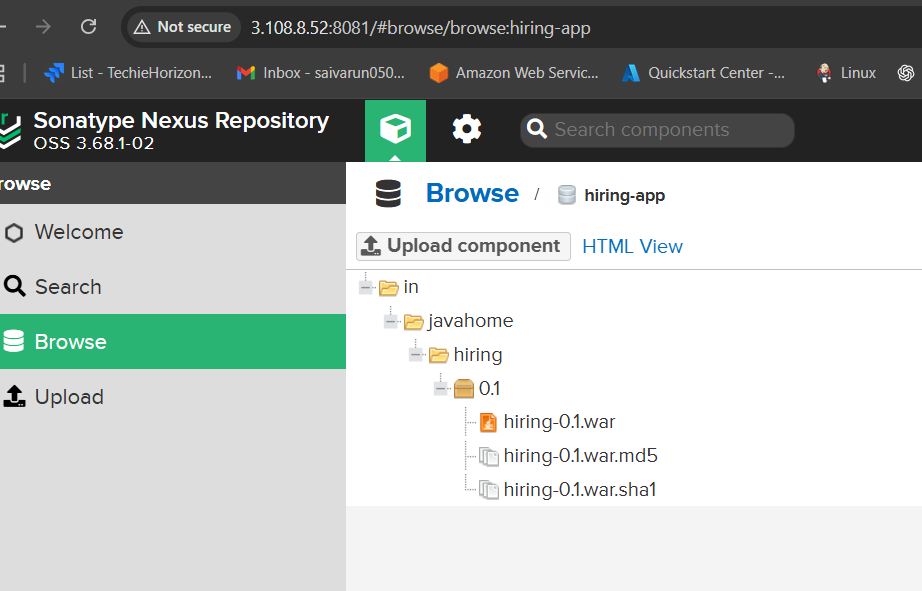 Not secure 3.108.8.52:8081/#browse/browse:hiring-app
List - TechieHorizon... Inbox - saivarun050... Amazon Web Servic... Quickstart Center -... Linux
Sonatype Nexus Repository
OSS 3.68.1-02
Search components
rowse
Browse / hiring-app
Welcome
Upload component HTML View
Search
Browse
Upload
in
javahome
hiring
0.1
hiring-0.1.war
hiring-0.1.war.md5
hiring-0.1.war.sha1